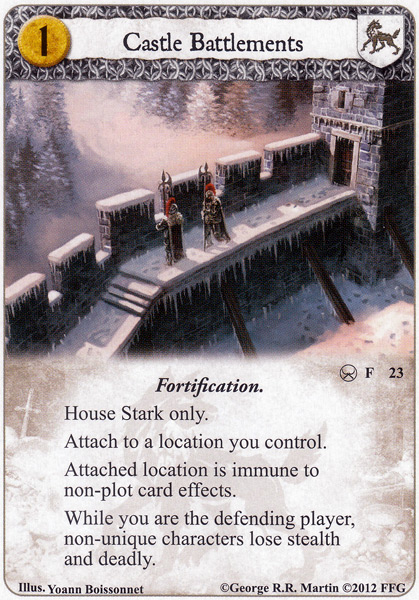 1
Castle Battlements
F 23
Fortification.
House Stark only.
Attach to a location you control.
Attached location is immune to
non-plot card effects.
While you are the defending player,
non-unique characters lose stealth
and deadly.
Illus. Yoann Boissonnet ©George R.R. Martin ©2012 FFG